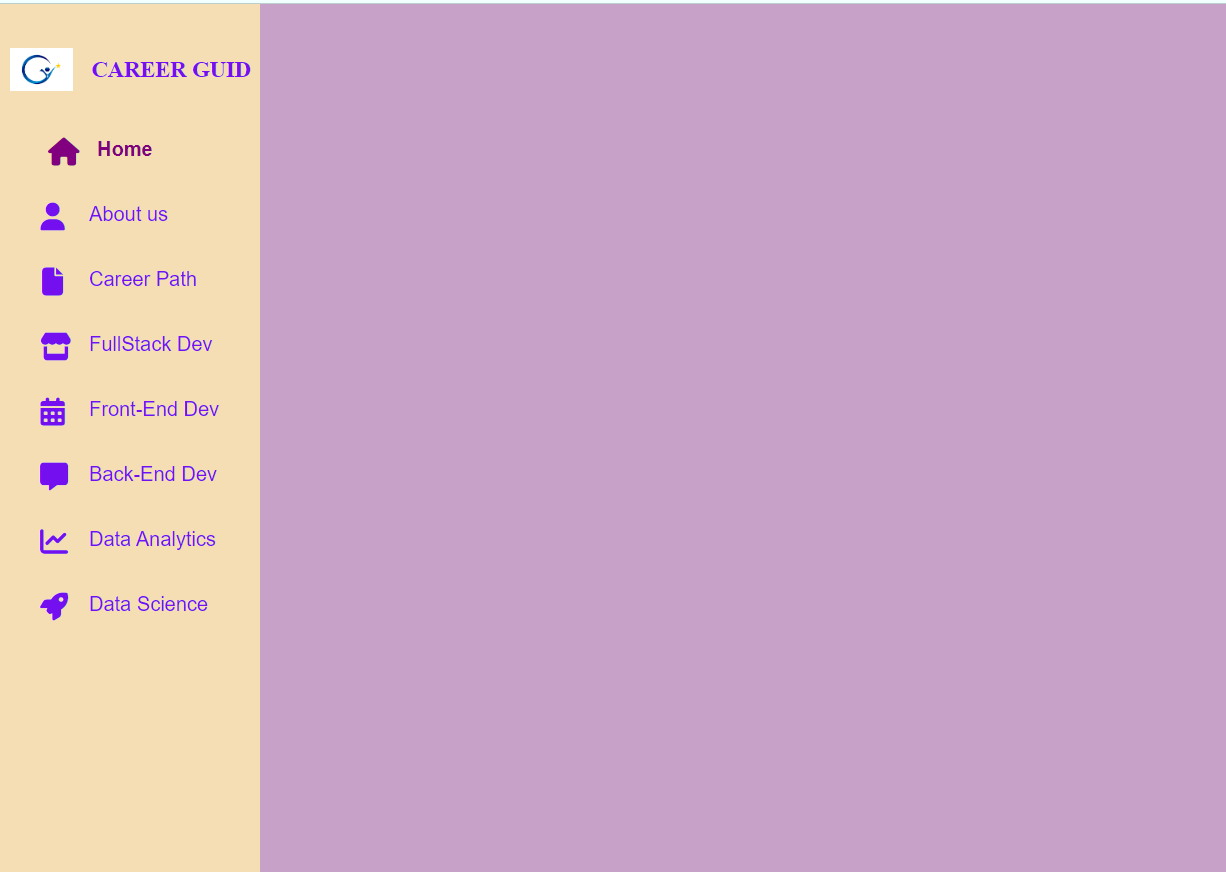 CAREER GUID
Home
About us
Career Path
FullStack Dev
Front-End Dev
Back-End Dev
Data Analytics
Data Science